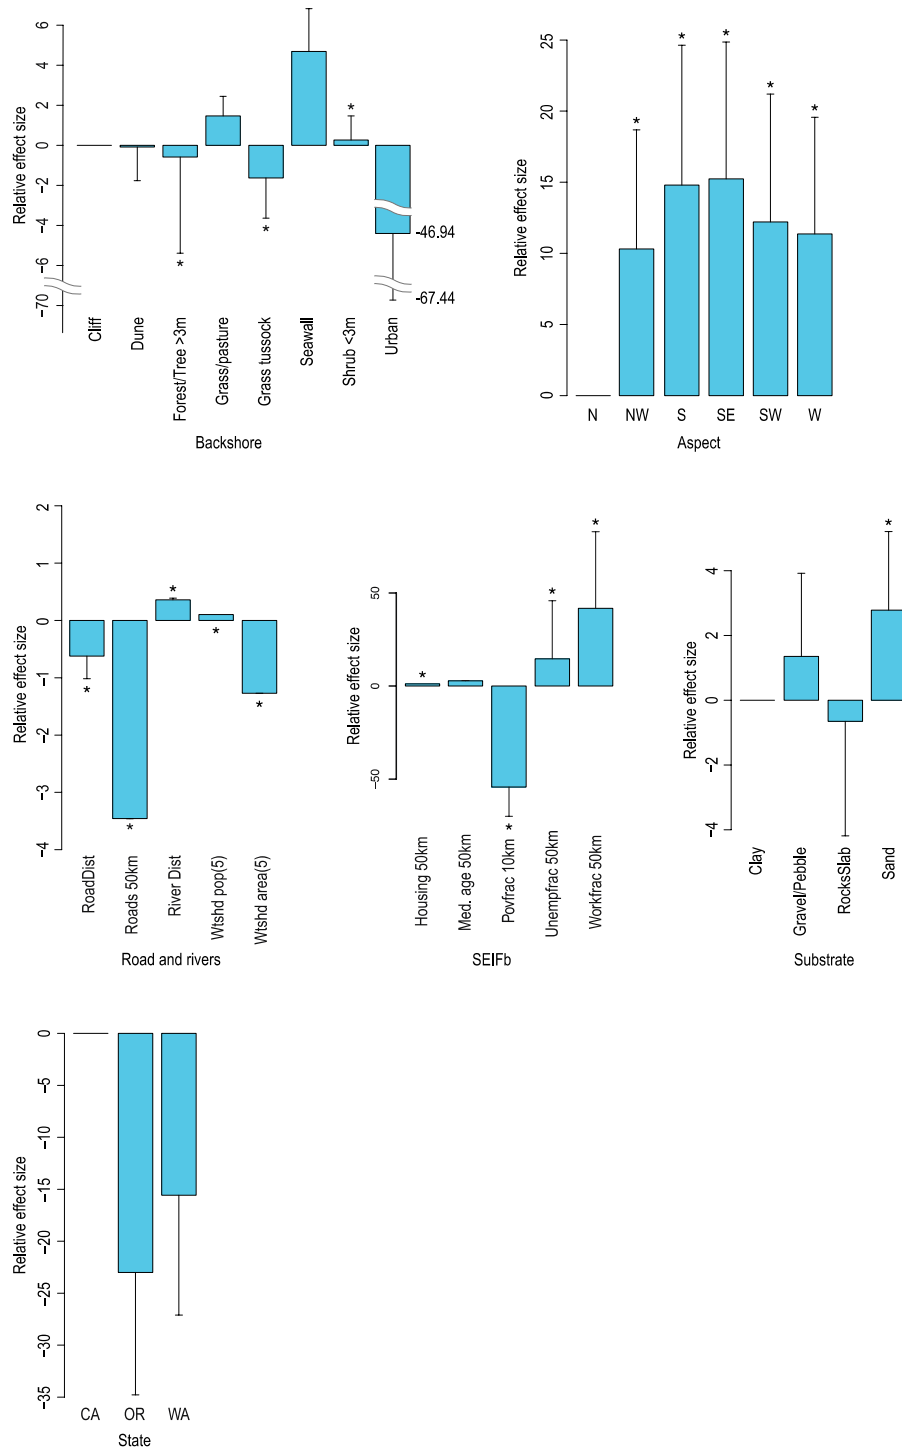 Relative effect size
6
4
2
0
−2
−4
−6
−70
-46.94
-67.44
*
*
*
Cliff
Dune
Forest/Tree >3m
Grass/pasture
Grass tussock
Seawall
Shrub <3m
Urban
Backshore
Relative effect size
25
20
15
10
5
0
*
*
*
*
*
N
NW
S
SE
SW
W
Aspect
Relative effect size
2
1
0
−1
−2
−3
−4
*
*
*
*
*
RoadDist
Roads 50km
River Dist
Wtshd pop(5)
Wtshd area(5)
Road and rivers
Relative effect size
50
0
−50
*
*
*
*
Housing 50km
Med. age 50km
Povfrac 10km
Unempfrac 50km
Workfrac 50km
SEIFb
Relative effect size
4
2
0
−2
−4
*
Clay
Gravel/Pebble
RocksSlab
Sand
Substrate
Relative effect size
0
−5
−10
−15
−20
−25
−30
−35
CA
OR
WA
State